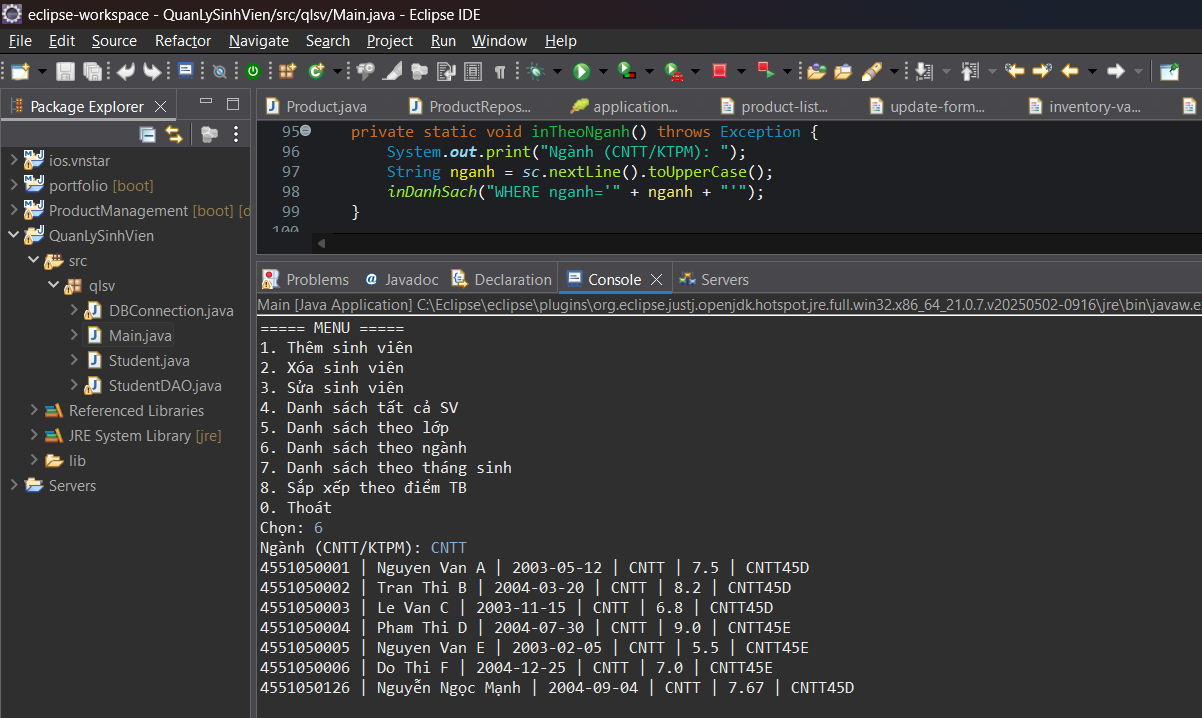 eclipse-workspace - QuanLySinhVien/src/qlsv/Main.java - Eclipse IDE
File Edit Source Refactor Navigate Search Project Run Window Help
Package Explorer
ios.vnstar
portfolio [boot]
ProductManagement [boot] [d
QuanLySinhVien
src
qlsv
DBConnection.java
Main.java
Student.java
StudentDAO.java
Referenced Libraries
JRE System Library [jre]
lib
Servers
Product.java ProductRepos... application... product-list... update-form... inventory-va...
95 private static void inTheoNganh() throws Exception {
96 System.out.print("Ngành (CNTT/KTPM): ");
97 String nganh = sc.nextLine().toUpperCase();
98 inDanhSach("WHERE nganh='" + nganh + "'");
99 }
100
Problems Javadoc Declaration Console Servers
Main [Java Application] C:\Eclipse\eclipse\plugins\org.eclipse.justj.openjdk.hotspot.jre.full.win32.x86_64_21.0.7.v20250502-0916\jre\bin\javaw.e
===== MENU =====
1. Thêm sinh viên
2. Xóa sinh viên
3. Sửa sinh viên
4. Danh sách tất cả SV
5. Danh sách theo lớp
6. Danh sách theo ngành
7. Danh sách theo tháng sinh
8. Sắp xếp theo điểm TB
0. Thoát
Chọn: 6
Ngành (CNTT/KTPM): CNTT
4551050001 | Nguyen Van A | 2003-05-12 | CNTT | 7.5 | CNTT45D
4551050002 | Tran Thi B | 2004-03-20 | CNTT | 8.2 | CNTT45D
4551050003 | Le Van C | 2003-11-15 | CNTT | 6.8 | CNTT45D
4551050004 | Pham Thi D | 2004-07-30 | CNTT | 9.0 | CNTT45E
4551050005 | Nguyen Van E | 2003-02-05 | CNTT | 5.5 | CNTT45E
4551050006 | Do Thi F | 2004-12-25 | CNTT | 7.0 | CNTT45E
4551050126 | Nguyễn Ngọc Mạnh | 2004-09-04 | CNTT | 7.67 | CNTT45D